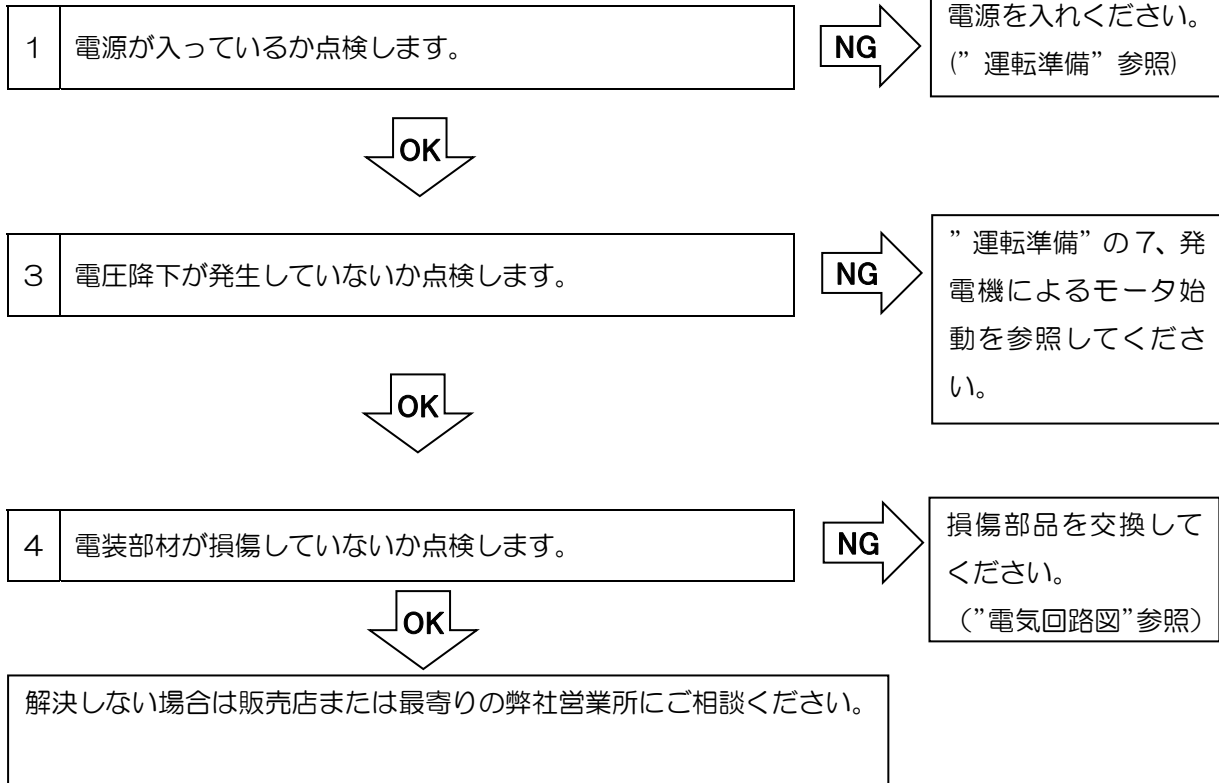 1 電源が入っているか点検します。
NG
電源を入れください。
(”運転準備”参照)
OK
3 電圧降下が発生していないか点検します。
NG
”運転準備”の7、発
電機によるモータ始
動を参照してくださ
い。
OK
4 電装部材が損傷していないか点検します。
NG
損傷部品を交換して
ください。
(”電気回路図”参照)
OK
解決しない場合は販売店または最寄りの弊社営業所にご相談ください。